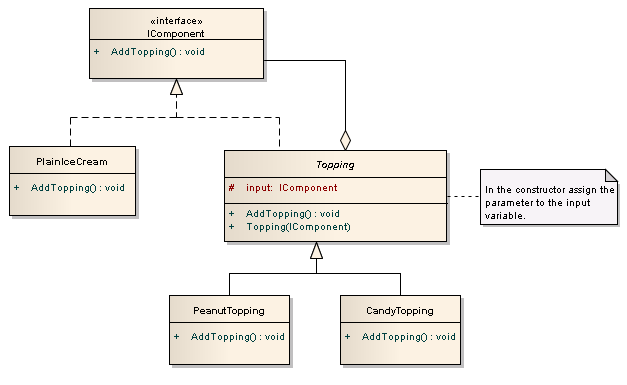 «interface»
IComponent
+ AddTopping() : void
PlainIceCream
+ AddTopping() : void
Topping
# input: IComponent
+ AddTopping() : void
+ Topping(IComponent)
In the constructor assign the
parameter to the input
variable.
PeanutTopping
+ AddTopping() : void
CandyTopping
+ AddTopping() : void